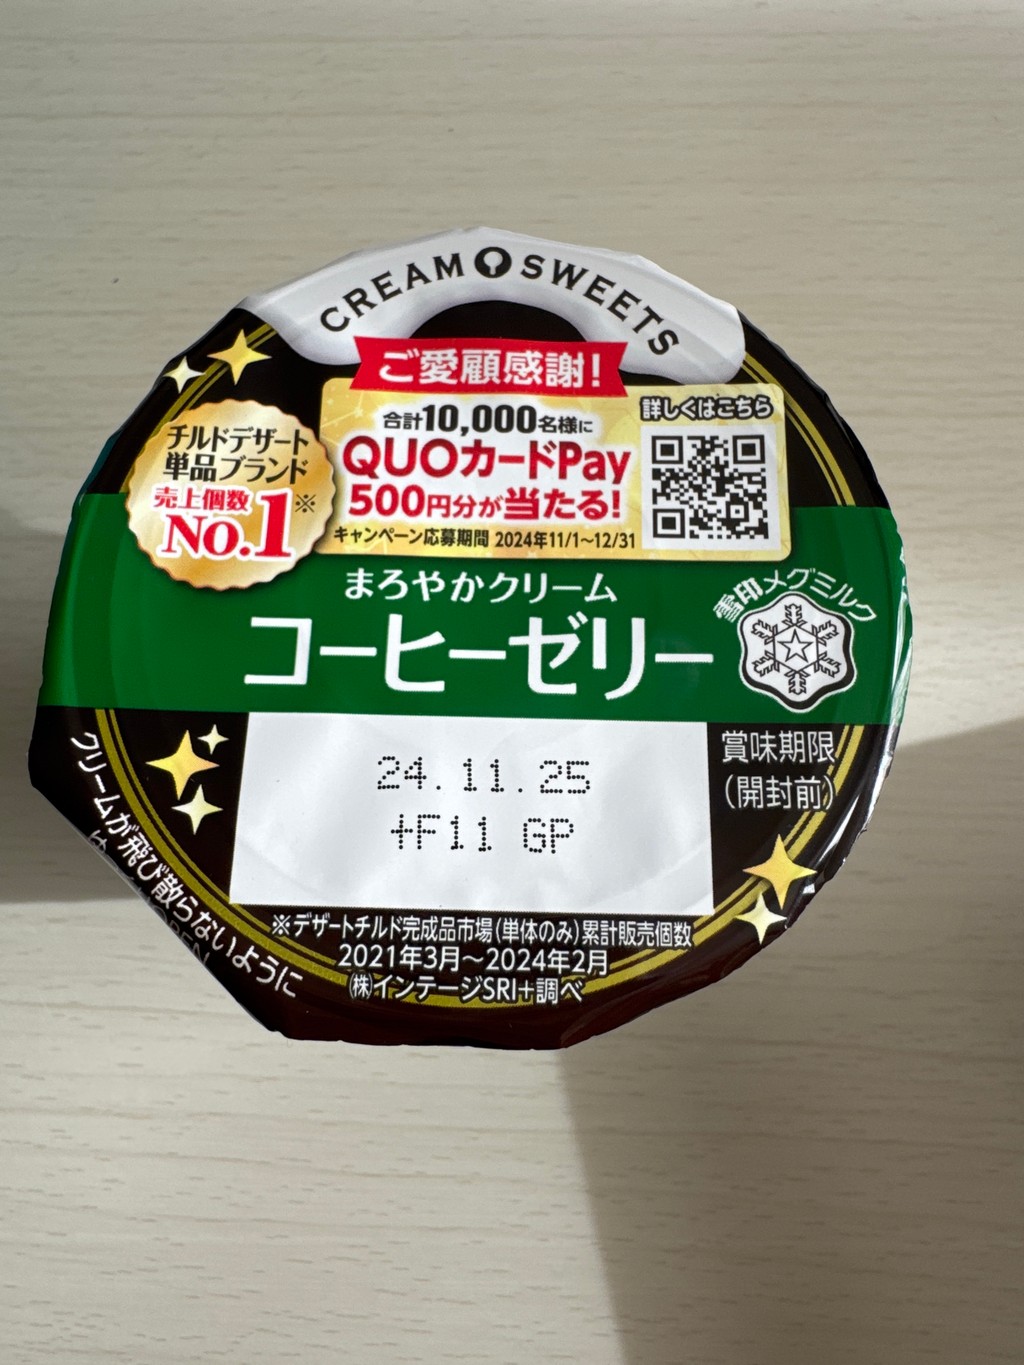 CREAM SWEETS
ご愛顧感謝!
合計10,000名様に
QUOカードPay
500円分が当たる!
キャンペーン応募期間 2024年11/1~12/31
詳しくはこちら
チルドデザート
単品ブランド
売上個数
No.1※
まろやかクリーム
コーヒーゼリー
雪印メグミルク
24.11.25
+F11 GP
賞味期限
(開封前)
※デザートチルド完成品市場(単体のみ)累計販売個数
2021年3月~2024年2月
㈱インテージSRI+調べ
クリームが飛び散らないように
OPEN